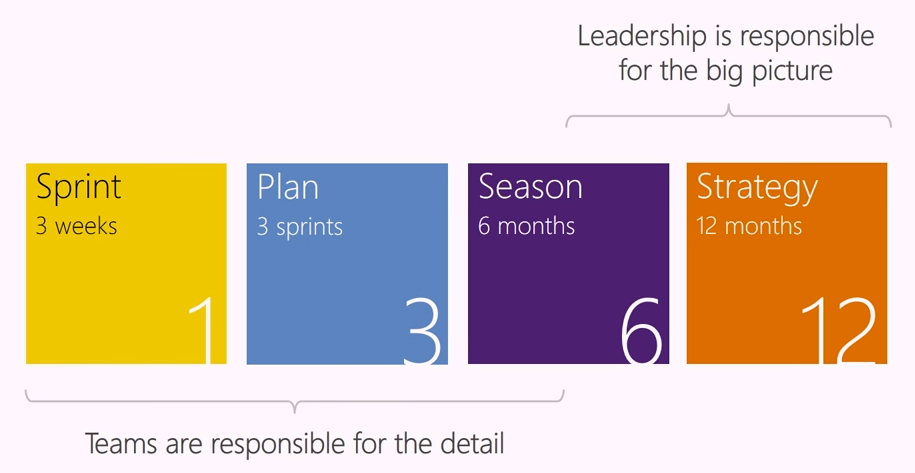 Leadership is responsible
for the big picture
Sprint
3 weeks
1
Plan
3 sprints
3
Season
6 months
6
Strategy
12 months
12
Teams are responsible for the detail